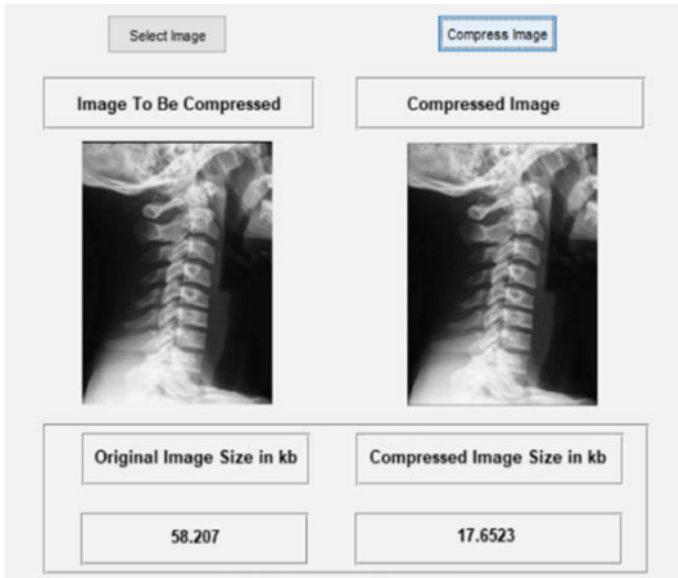 Select Image
Compress Image
Image To Be Compressed
Compressed Image
Original Image Size in kb
Compressed Image Size in kb
58.207
17.6523